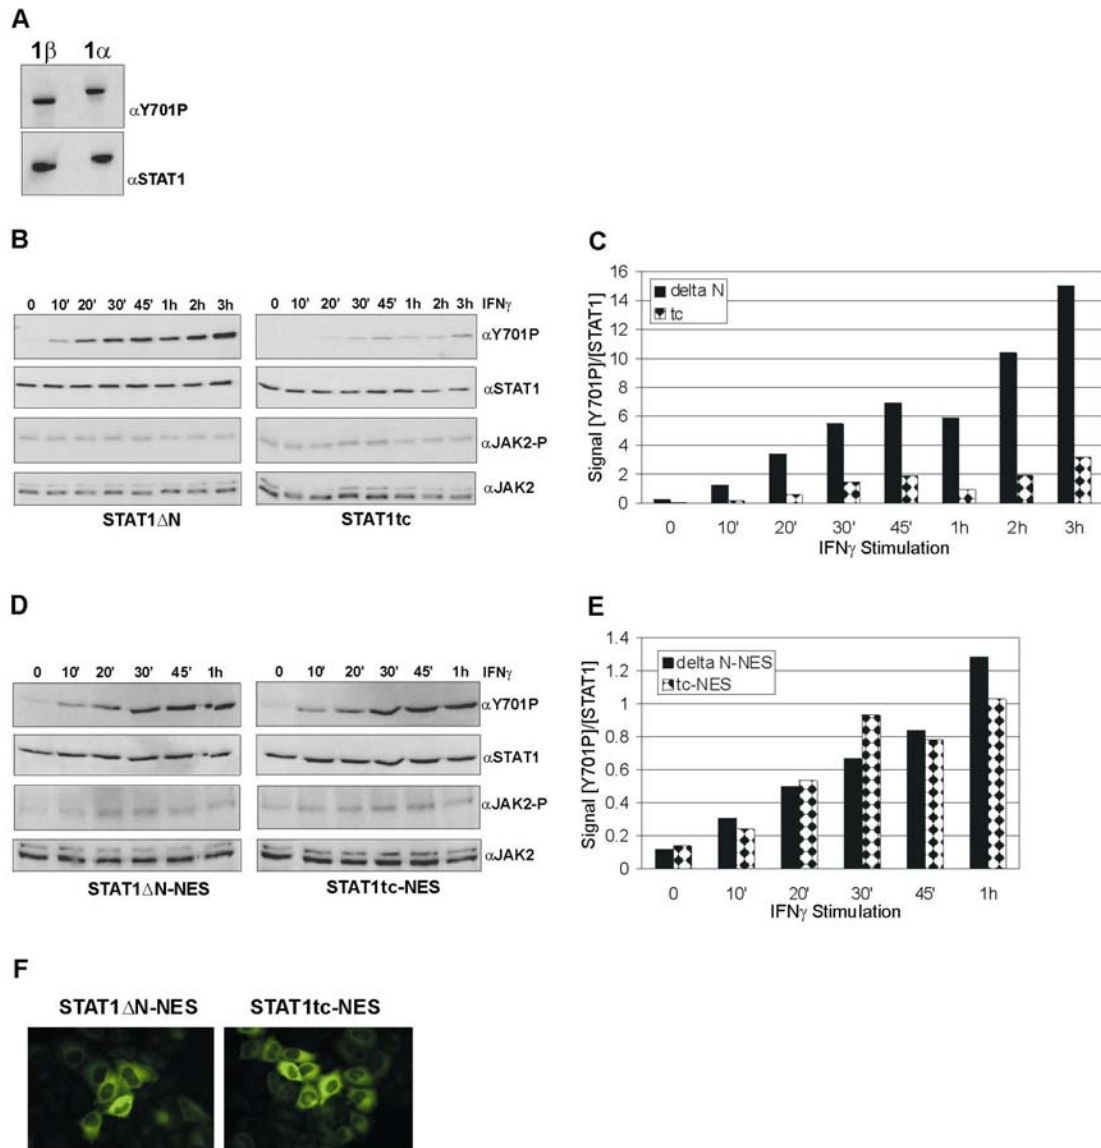 A
1β 1α
αY701P
αSTAT1
B
0 10' 20' 30' 45' 1h 2h 3h
0 10' 20' 30' 45' 1h 2h 3h IFNγ
αY701P
αSTAT1
αJAK2-P
αJAK2
STAT1ΔN
STAT1tc
C
Signal [Y701P]/[STAT1]
16
14
12
10
8
6
4
2
0
delta N
tc
0 10' 20' 30' 45' 1h 2h 3h
IFNγ Stimulation
D
0 10' 20' 30' 45' 1h
0 10' 20' 30' 45' 1h IFNγ
αY701P
αSTAT1
αJAK2-P
αJAK2
STAT1ΔN-NES
STAT1tc-NES
E
Signal [Y701P]/[STAT1]
1.4
1.2
1
0.8
0.6
0.4
0.2
0
delta N-NES
tc-NES
0 10' 20' 30' 45' 1h
IFNγ Stimulation
F
STAT1ΔN-NES
STAT1tc-NES